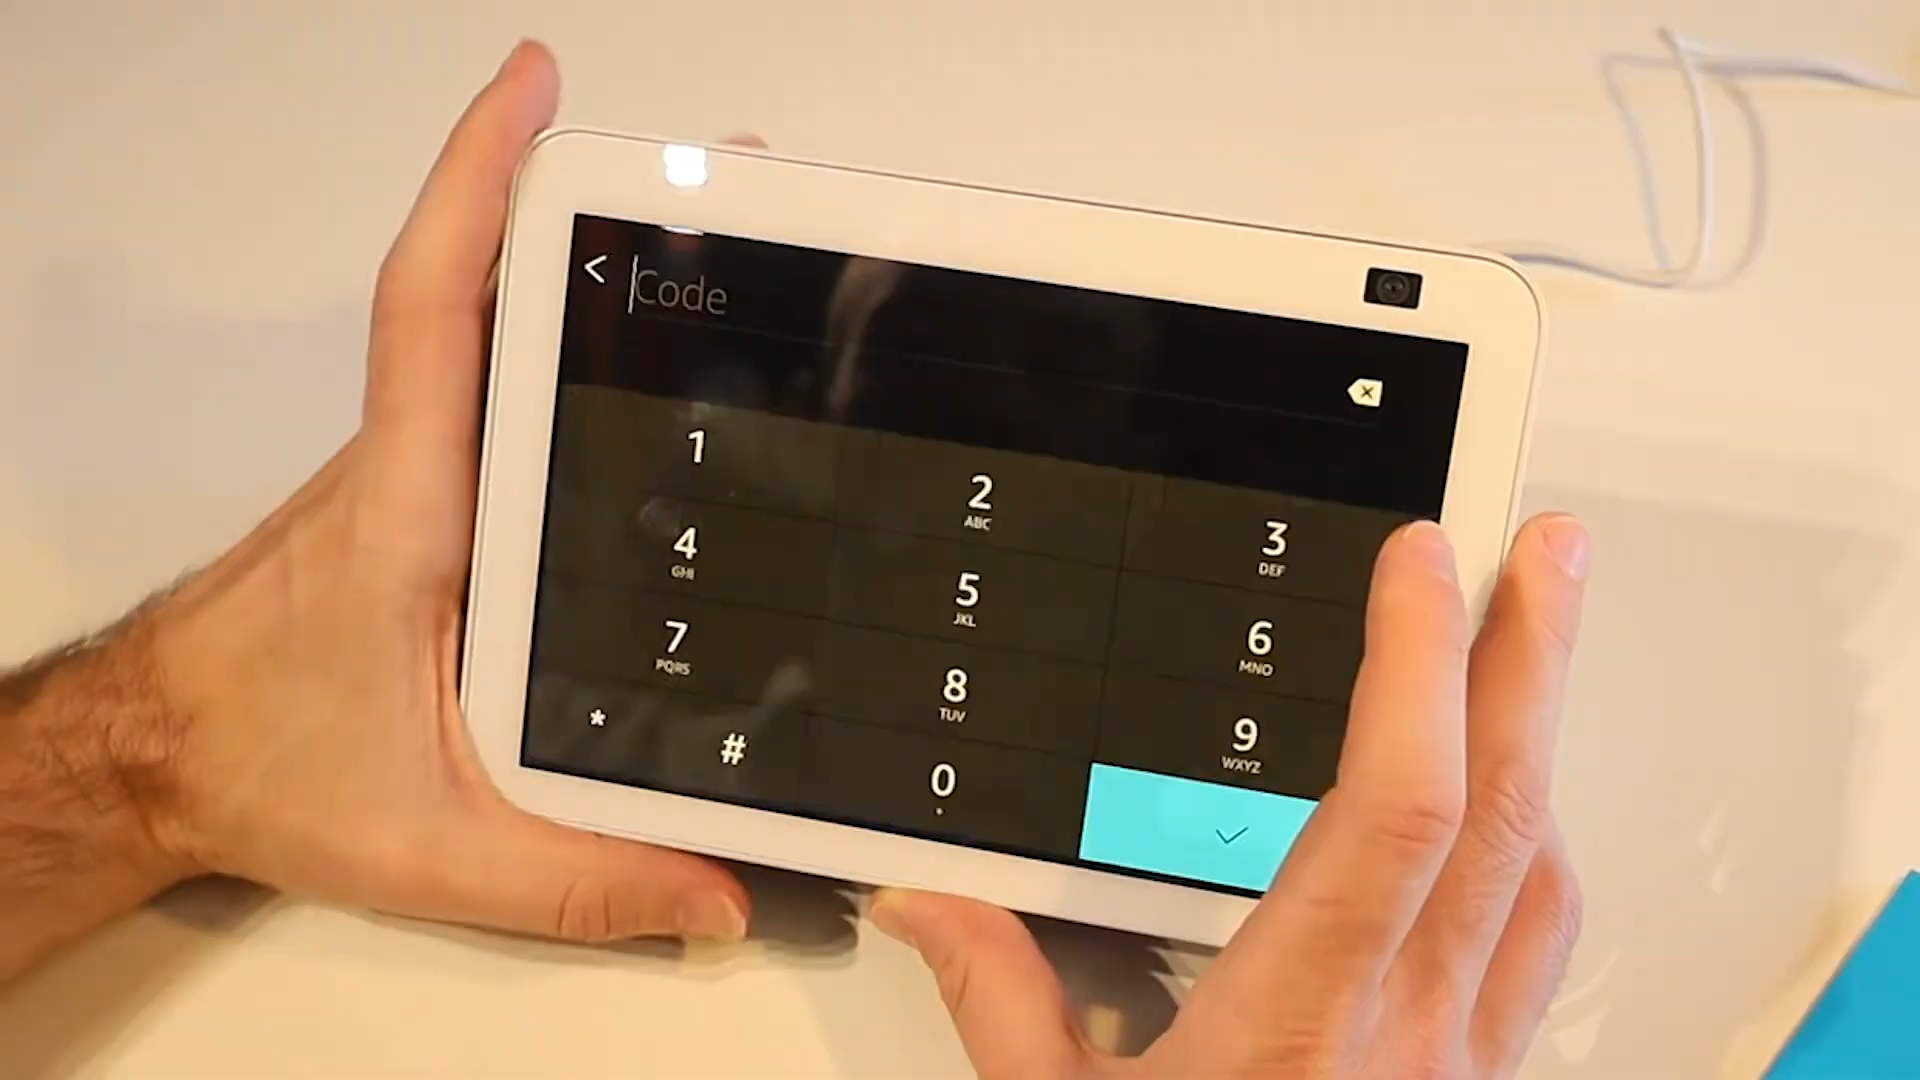 < Code
1
2
ABC
3
DEF
4
GHI
5
JKL
6
MNO
7
PQRS
8
TUV
9
WXYZ
* #
0